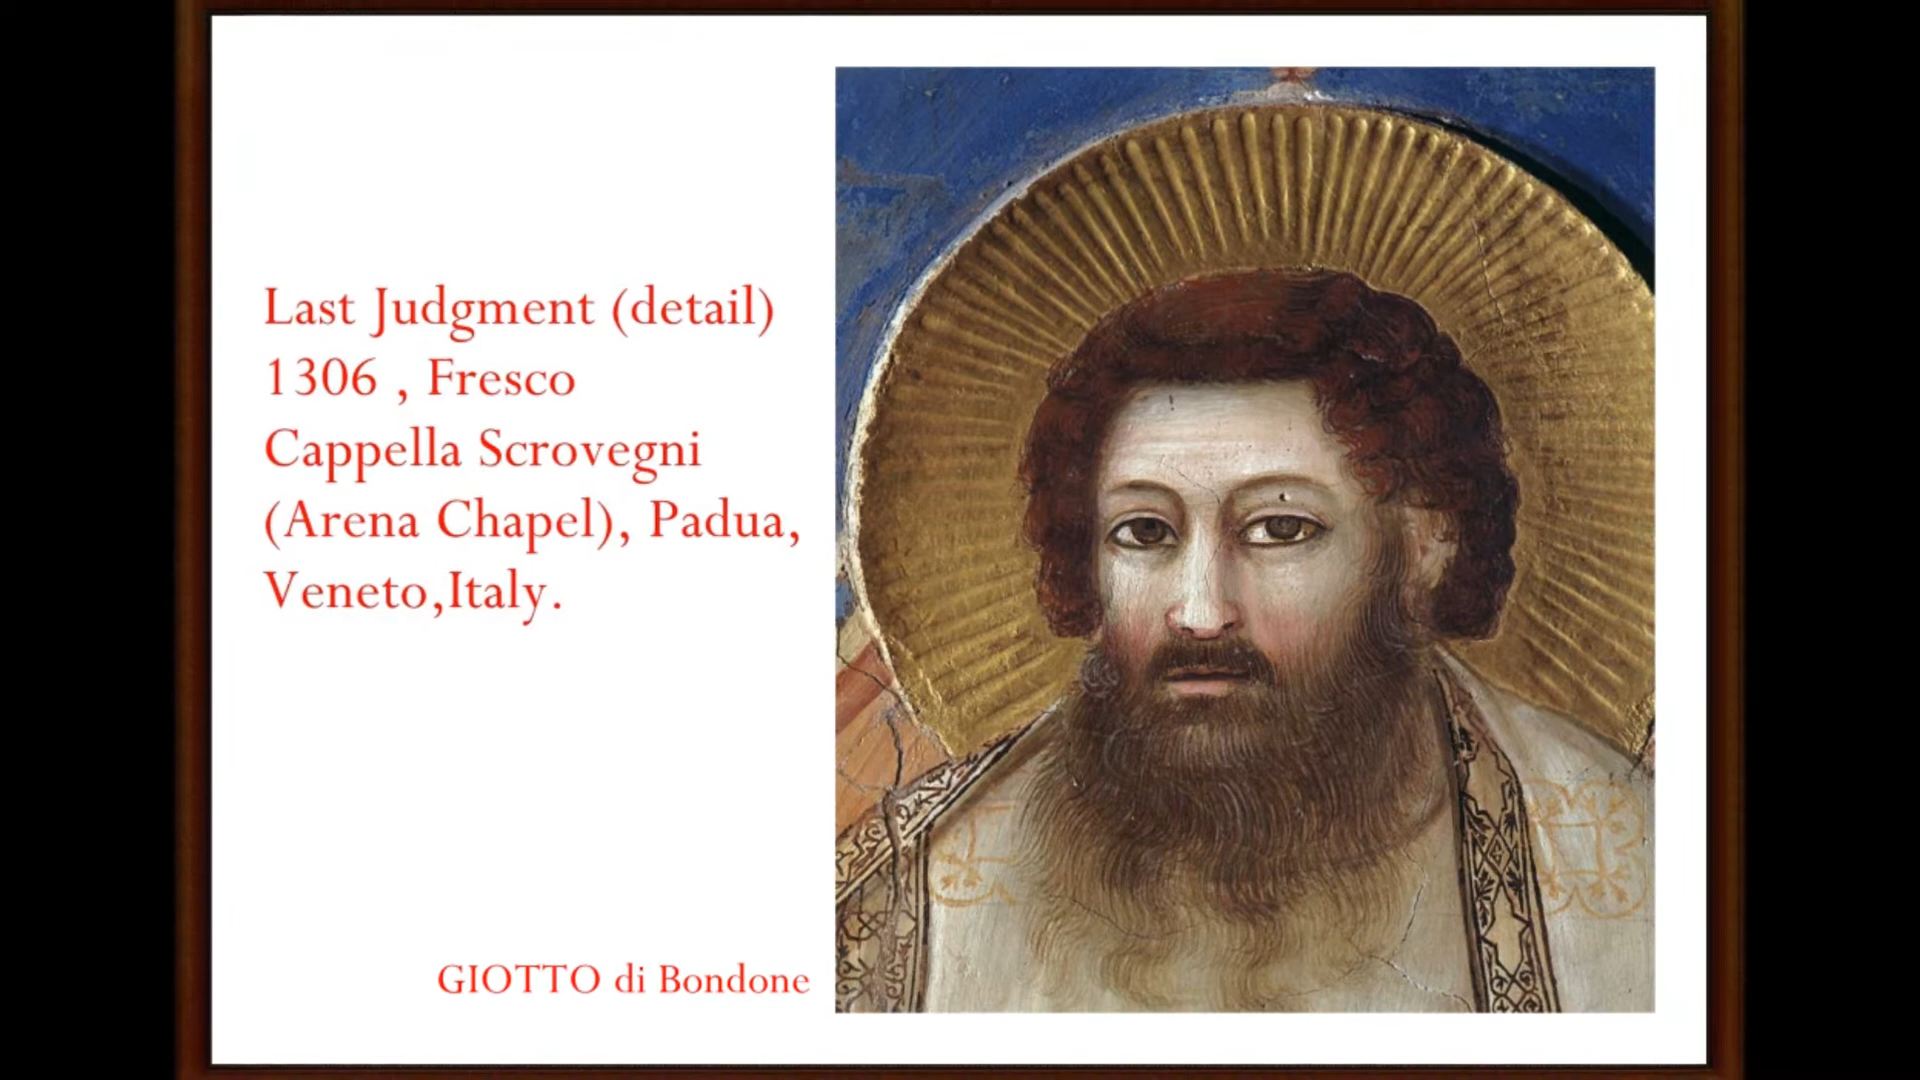 Last Judgment (detail)
1306 , Fresco
Cappella Scrovegni
(Arena Chapel), Padua,
Veneto,Italy.
GIOTTO di Bondone